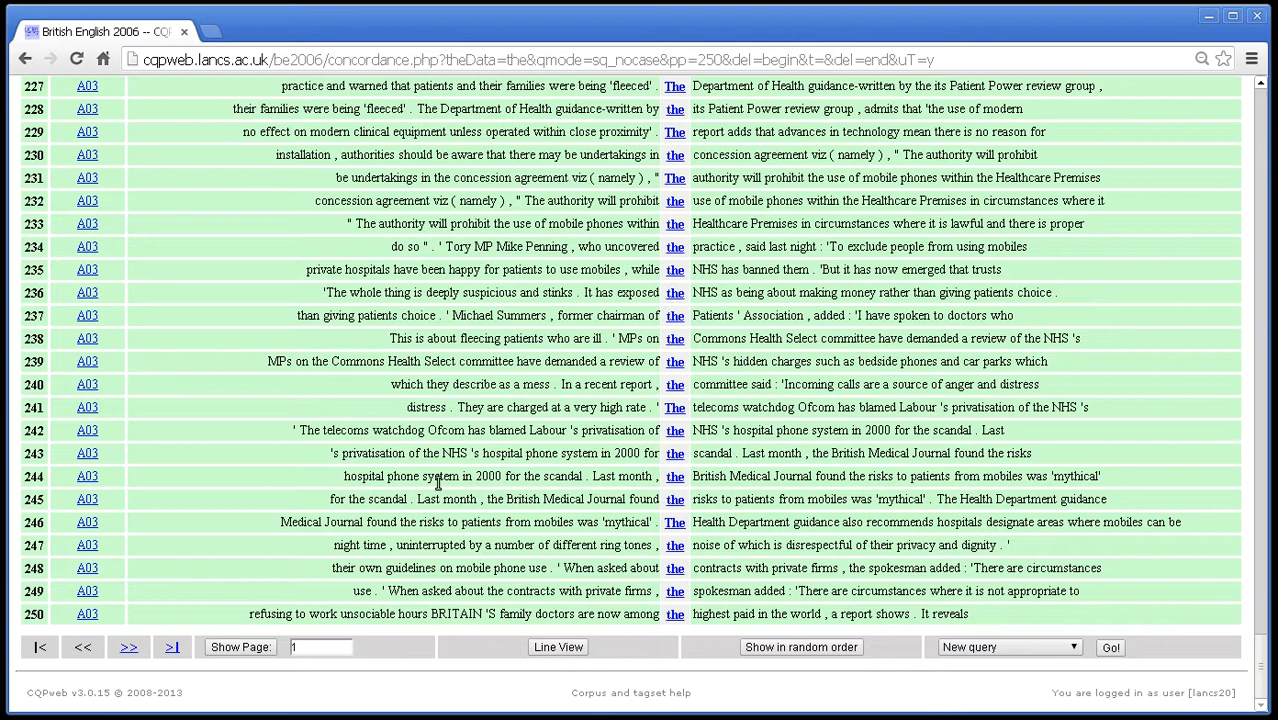 British English 2006 -- CQ
cqpweb.lancs.ac.uk/be2006/concordance.php?theData=the&qmode=sq_nocase&pp=250&del=begin&t=&del=end&uT=y
227 A03 practice and warned that patients and their families were being 'fleeced' . The Department of Health guidance-written by the its Patient Power review group ,
228 A03 their families were being 'fleeced' . The Department of Health guidance-written by the its Patient Power review group , admits that 'the use of modern
229 A03 no effect on modern clinical equipment unless operated within close proximity' . The report adds that advances in technology mean there is no reason for
230 A03 installation , authorities should be aware that there may be undertakings in the concession agreement viz ( namely ) , " The authority will prohibit
231 A03 be undertakings in the concession agreement viz ( namely ) , " The authority will prohibit the use of mobile phones within the Healthcare Premises
232 A03 concession agreement viz ( namely ) , " The authority will prohibit the use of mobile phones within the Healthcare Premises in circumstances where it
233 A03 " The authority will prohibit the use of mobile phones within the Healthcare Premises in circumstances where it is lawful and there is proper
234 A03 do so " . ' Tory MP Mike Penning , who uncovered the practice , said last night : 'To exclude people from using mobiles
235 A03 private hospitals have been happy for patients to use mobiles , while the NHS has banned them . 'But it has now emerged that trusts
236 A03 'The whole thing is deeply suspicious and stinks . It has exposed the NHS as being about making money rather than giving patients choice .
237 A03 than giving patients choice . ' Michael Summers , former chairman of the Patients ' Association , added : 'I have spoken to doctors who
238 A03 This is about fleecing patients who are ill . ' MPs on the Commons Health Select committee have demanded a review of the NHS 's
239 A03 MPs on the Commons Health Select committee have demanded a review of the NHS 's hidden charges such as bedside phones and car parks which
240 A03 which they describe as a mess . In a recent report , the committee said : 'Incoming calls are a source of anger and distress
241 A03 distress . They are charged at a very high rate . ' The telecoms watchdog Ofcom has blamed Labour 's privatisation of the NHS 's
242 A03 ' The telecoms watchdog Ofcom has blamed Labour 's privatisation of the NHS 's hospital phone system in 2000 for the scandal . Last
243 A03 's privatisation of the NHS 's hospital phone system in 2000 for the scandal . Last month , the British Medical Journal found the risks
244 A03 hospital phone system in 2000 for the scandal . Last month , the British Medical Journal found the risks to patients from mobiles was 'mythical'
245 A03 for the scandal . Last month , the British Medical Journal found the risks to patients from mobiles was 'mythical' . The Health Department guidance
246 A03 Medical Journal found the risks to patients from mobiles was 'mythical' . The Health Department guidance also recommends hospitals designate areas where mobiles can be
247 A03 night time , uninterrupted by a number of different ring tones , the noise of which is disrespectful of their privacy and dignity . '
248 A03 their own guidelines on mobile phone use . ' When asked about the contracts with private firms , the spokesman added : 'There are circumstances
249 A03 use . ' When asked about the contracts with private firms , the spokesman added : 'There are circumstances where it is not appropriate to
250 A03 refusing to work unsociable hours BRITAIN 'S family doctors are now among the highest paid in the world , a report shows . It reveals
|< << >> >| Show Page: 1 Line View Show in random order New query Go!
CQPweb v3.0.15 © 2008-2013 Corpus and tagset help You are logged in as user [lancs20]